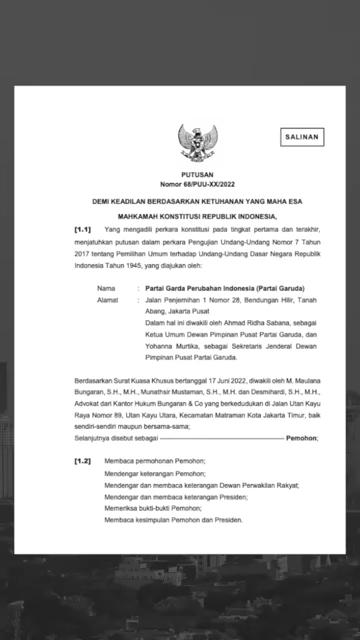 SALINAN
PUTUSAN
Nomor 68/PUU-XX/2022
DEMI KEADILAN BERDASARKAN KETUHANAN YANG MAHA ESA
MAHKAMAH KONSTITUSI REPUBLIK INDONESIA,
[1.1] Yang mengadili perkara konstitusi pada tingkat pertama dan terakhir,
menjatuhkan putusan dalam perkara Pengujian Undang-Undang Nomor 7 Tahun
2017 tentang Pemilihan Umum terhadap Undang-Undang Dasar Negara Republik
Indonesia Tahun 1945, yang diajukan oleh:
Nama : Partai Garda Perubahan Indonesia (Partai Garuda)
Alamat : Jalan Penjernihan 1 Nomor 28, Bendungan Hilir, Tanah
Abang, Jakarta Pusat
Dalam hal ini diwakili oleh Ahmad Ridha Sabana, sebagai
Ketua Umum Dewan Pimpinan Pusat Partai Garuda, dan
Yohanna Murtika, sebagai Sekretaris Jenderal Dewan
Pimpinan Pusat Partai Garuda.
Berdasarkan Surat Kuasa Khusus bertanggal 17 Juni 2022, diwakili oleh M. Maulana
Bungaran, S.H., M.H., Munathsir Mustaman, S.H., M.H. dan Desmihardi, S.H., M.H.,
Advokat dari Kantor Hukum Bungaran & Co yang berkedudukan di Jalan Utan Kayu
Raya Nomor 89, Utan Kayu Utara, Kecamatan Matraman Kota Jakarta Timur, baik
sendiri-sendiri maupun bersama-sama;
Selanjutnya disebut sebagai ---------- Pemohon;
[1.2] Membaca permohonan Pemohon;
Mendengar keterangan Pemohon;
Mendengar dan membaca keterangan Dewan Perwakilan Rakyat;
Mendengar dan membaca keterangan Presiden;
Memeriksa bukti-bukti Pemohon;
Membaca kesimpulan Pemohon dan Presiden.